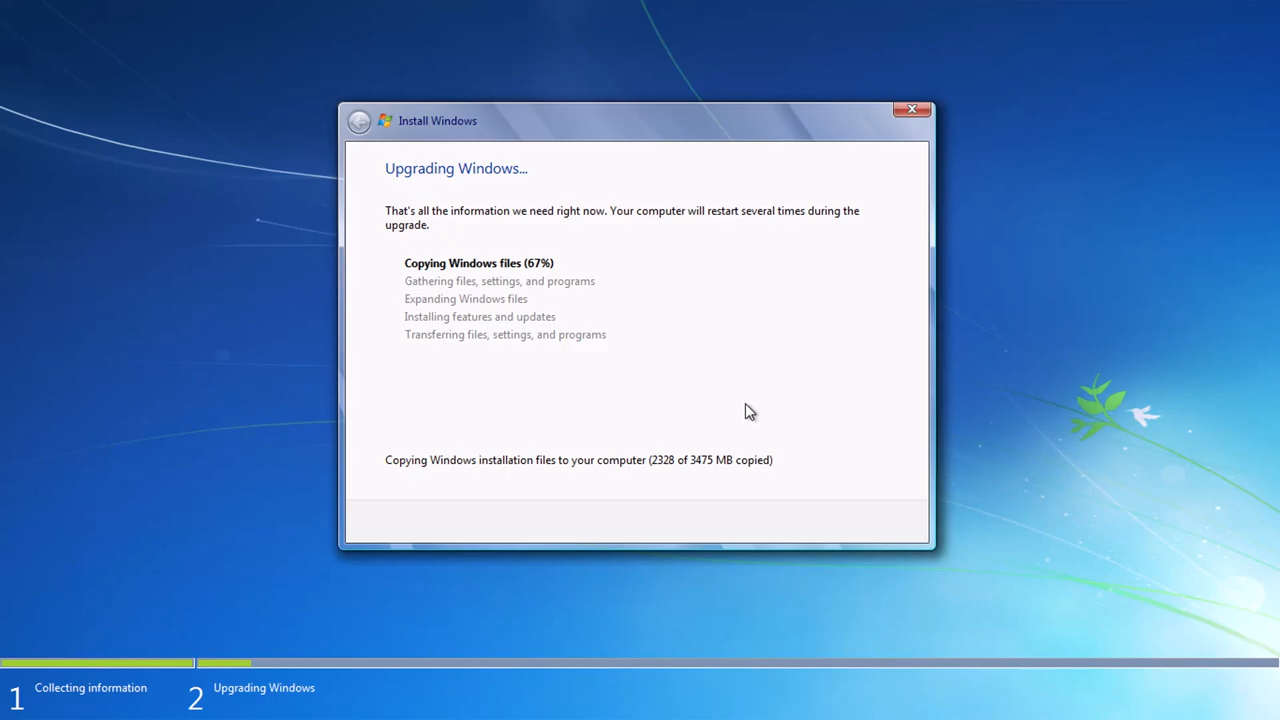 Install Windows
Upgrading Windows...
That's all the information we need right now. Your computer will restart several times during the
upgrade.
Copying Windows files (67%)
Gathering files, settings, and programs
Expanding Windows files
Installing features and updates
Transferring files, settings, and programs
Copying Windows installation files to your computer (2328 of 3475 MB copied)
1 Collecting information
2 Upgrading Windows